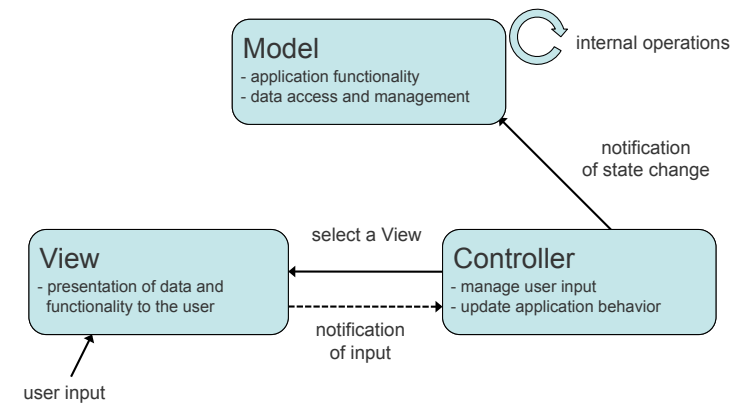 Model
- application functionality
- data access and management
internal operations
notification
of state change
select a View
View
- presentation of data and
functionality to the user
Controller
- manage user input
- update application behavior
notification
of input
user input